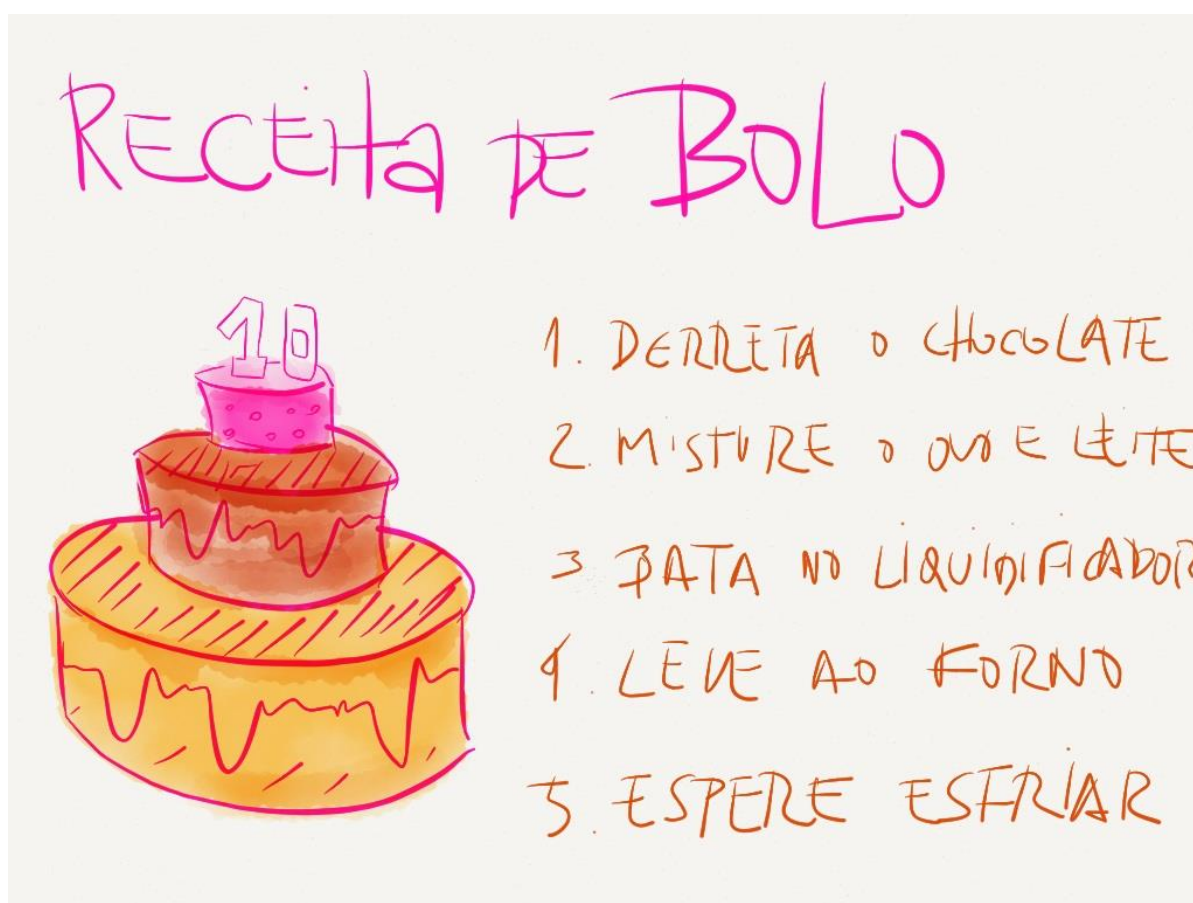 RECEITA DE BOLO
10
1. DERRETA O CHOCOLATE
2. MISTURE O OVO E LEITE
3 BATA NO LIQUIDIFICADOR
4. LEVE AO FORNO
5. ESPERE ESFRIAR